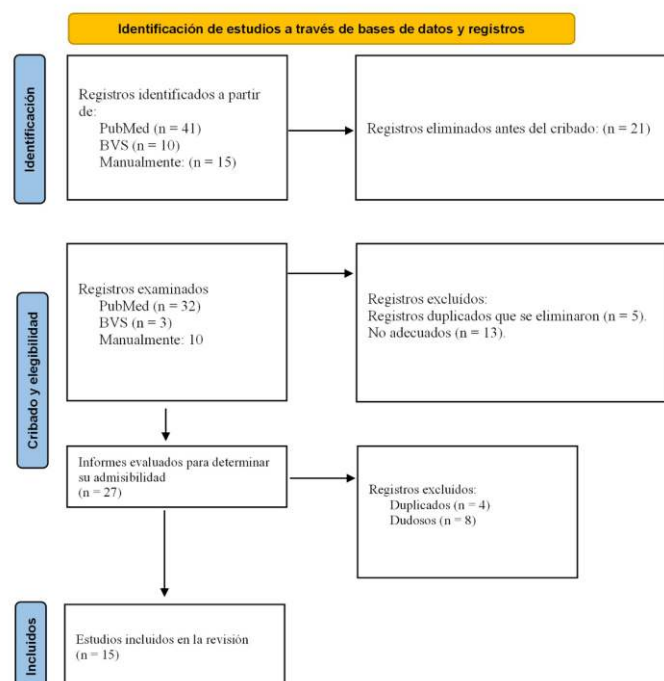 Identificación de estudios a través de bases de datos y registros
Identificación
Registros identificados a partir
de:
PubMed (n = 41)
BVS (n = 10)
Manualmente: (n = 15)
Registros eliminados antes del cribado: (n = 21)
Cribado y elegibilidad
Registros examinados
PubMed (n = 32)
BVS (n = 3)
Manualmente: 10
Registros excluidos:
Registros duplicados que se eliminaron (n = 5).
No adecuados (n = 13).
Informes evaluados para determinar
su admisibilidad
(n = 27)
Registros excluidos:
Duplicados (n = 4)
Dudosos (n = 8)
Incluidos
Estudios incluidos en la revisión
(n = 15)